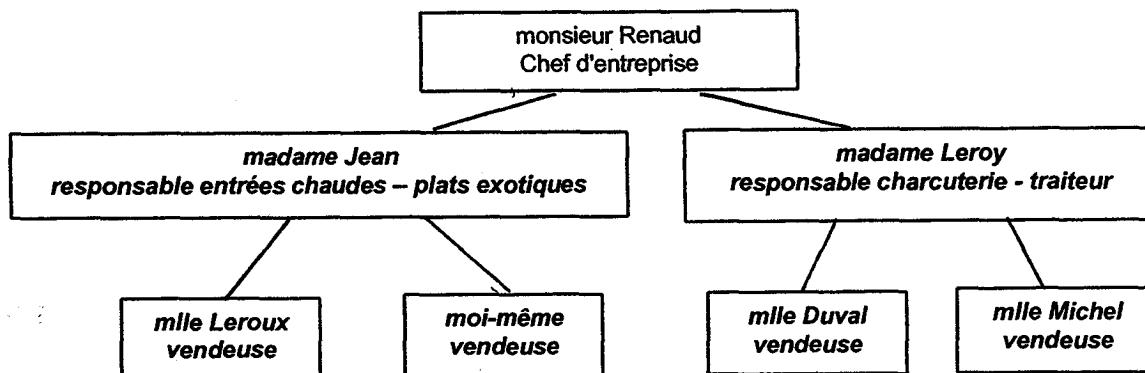 monsieur Renaud
Chef d'entreprise
madame Jean
responsable entrées chaudes – plats exotiques
madame Leroy
responsable charcuterie - traiteur
mlle Leroux
vendeuse
moi-même
vendeuse
mlle Duval
vendeuse
mlle Michel
vendeuse